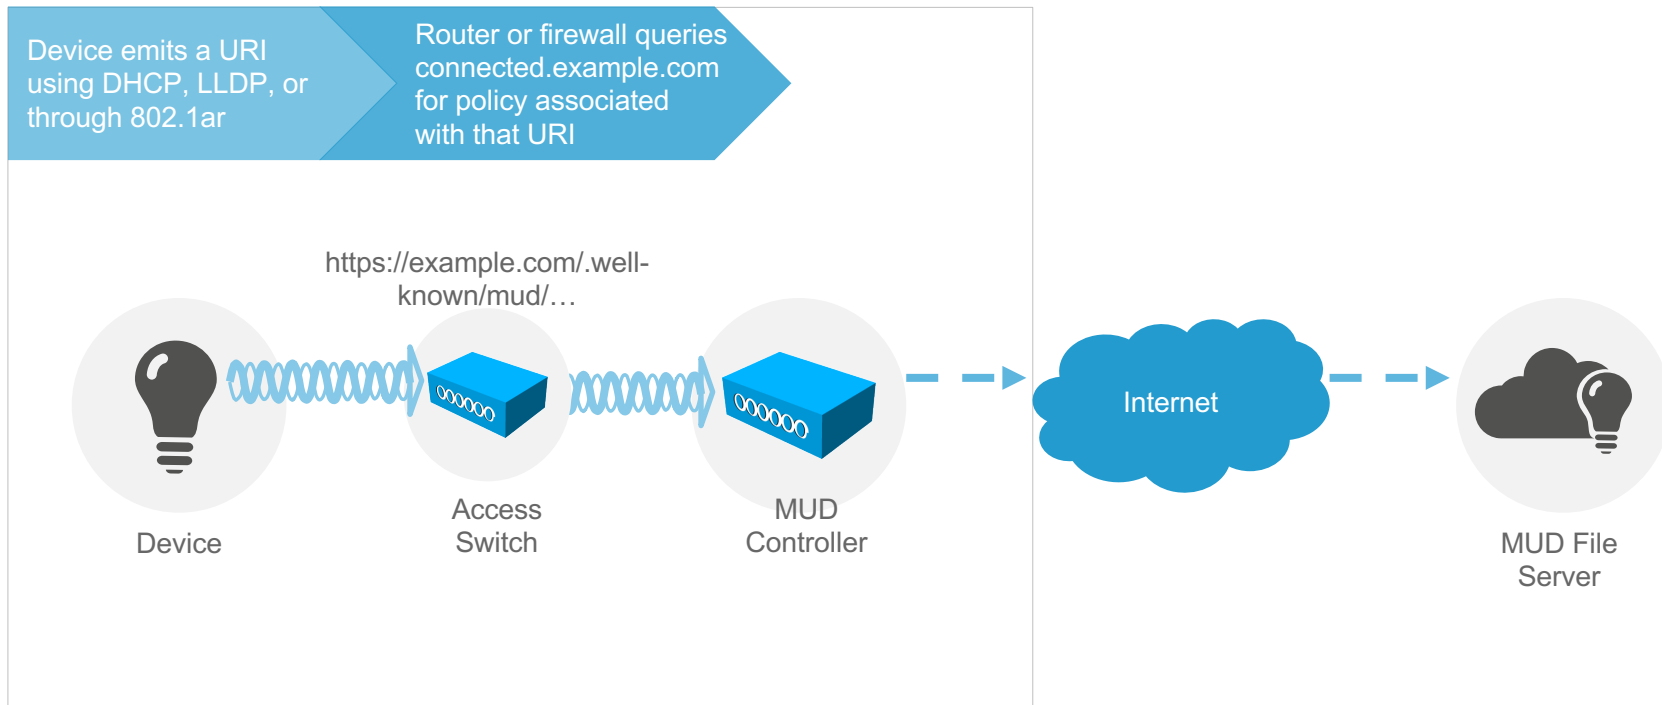 Device emits a URI
using DHCP, LLDP, or
through 802.1ar
Router or firewall queries
connected.example.com
for policy associated
with that URI
https://example.com/.well-
known/mud/…
Device
Access
Switch
MUD
Controller
Internet
MUD File
Server